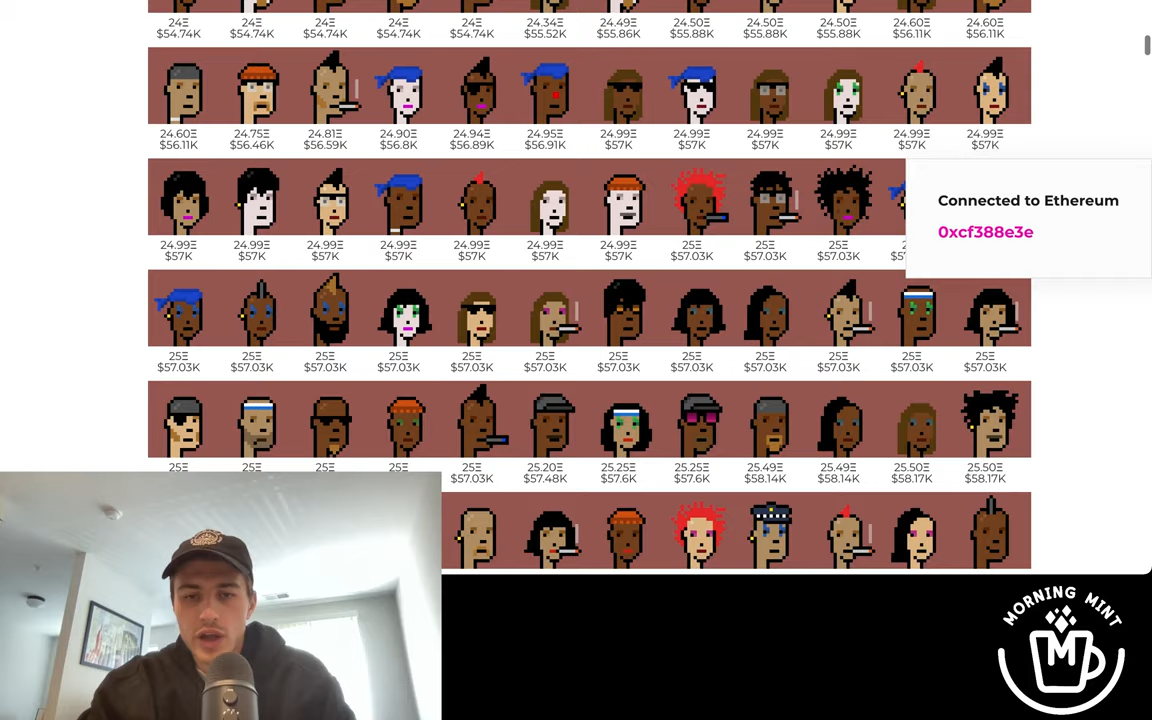 24Ξ 24Ξ 24Ξ 24Ξ 24.34Ξ 24.49Ξ 24.50Ξ 24.50Ξ 24.50Ξ 24.60Ξ 24.60Ξ
$54.74K $54.74K $54.74K $54.74K $55.52K $55.86K $55.88K $55.88K $55.88K $56.11K $56.11K
24.60Ξ 24.75Ξ 24.81Ξ 24.90Ξ 24.94Ξ 24.95Ξ 24.99Ξ 24.99Ξ 24.99Ξ 24.99Ξ 24.99Ξ 24.99Ξ
$56.11K $56.46K $56.59K $56.8K $56.89K $56.91K $57K $57K $57K $57K $57K $57K
Connected to Ethereum
0xcf388e3e
24.99Ξ 24.99Ξ 24.99Ξ 24.99Ξ 24.99Ξ 24.99Ξ 24.99Ξ 25Ξ 25Ξ 25Ξ
$57K $57K $57K $57K $57K $57K $57K $57.03K $57.03K $57.03K
25Ξ 25Ξ 25Ξ 25Ξ 25Ξ 25Ξ 25Ξ 25Ξ 25Ξ 25Ξ 25Ξ 25Ξ
$57.03K $57.03K $57.03K $57.03K $57.03K $57.03K $57.03K $57.03K $57.03K $57.03K $57.03K $57.03K
25Ξ 25Ξ 25Ξ 25Ξ 25Ξ 25.20Ξ 25.25Ξ 25.25Ξ 25.49Ξ 25.49Ξ 25.50Ξ 25.50Ξ
$57.03K $57.48K $57.6K $57.6K $58.14K $58.14K $58.17K $58.17K
MORNING MINT
M